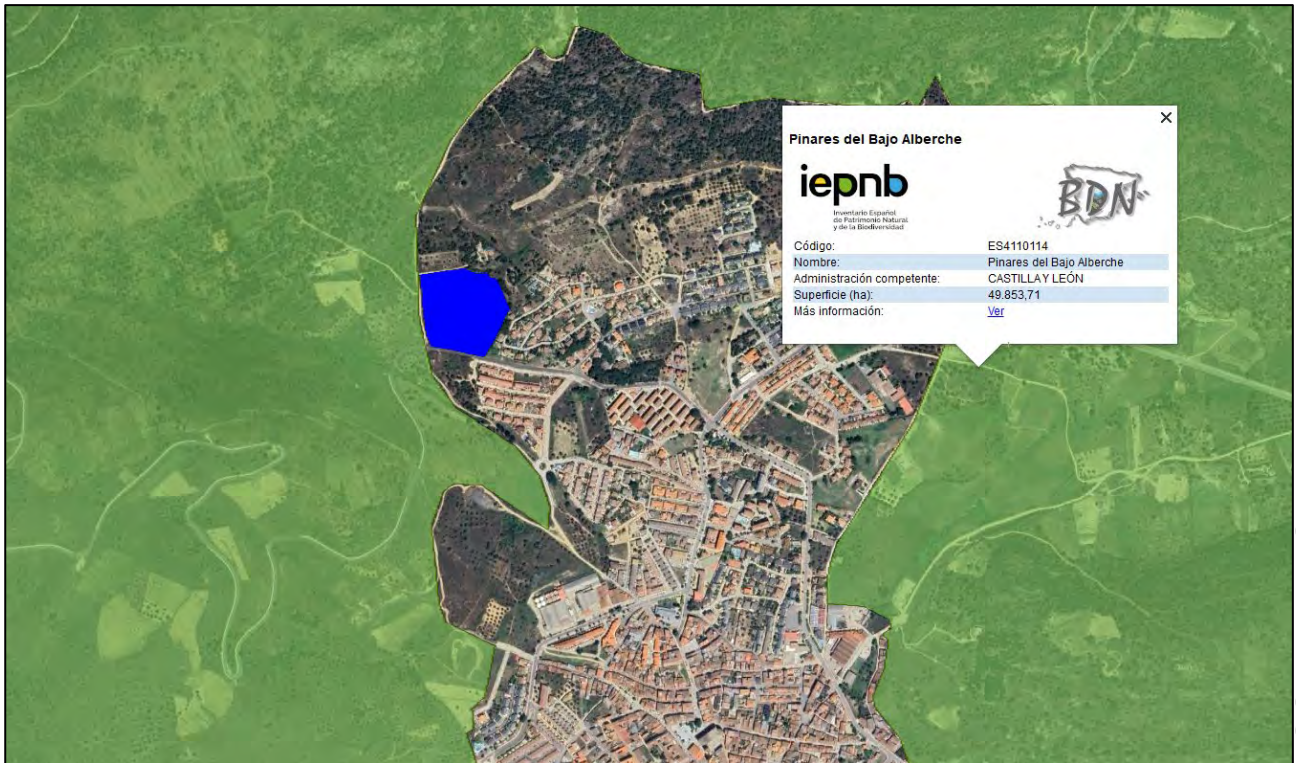 ×
Pinares del Bajo Alberche
iepnb
Inventario Español
de Patrimonio Natural
y de la Biodiversidad
BDN
Código: ES4110114
Nombre: Pinares del Bajo Alberche
Administración competente: CASTILLA Y LEÓN
Superficie (ha): 49.853,71
Más información: Ver